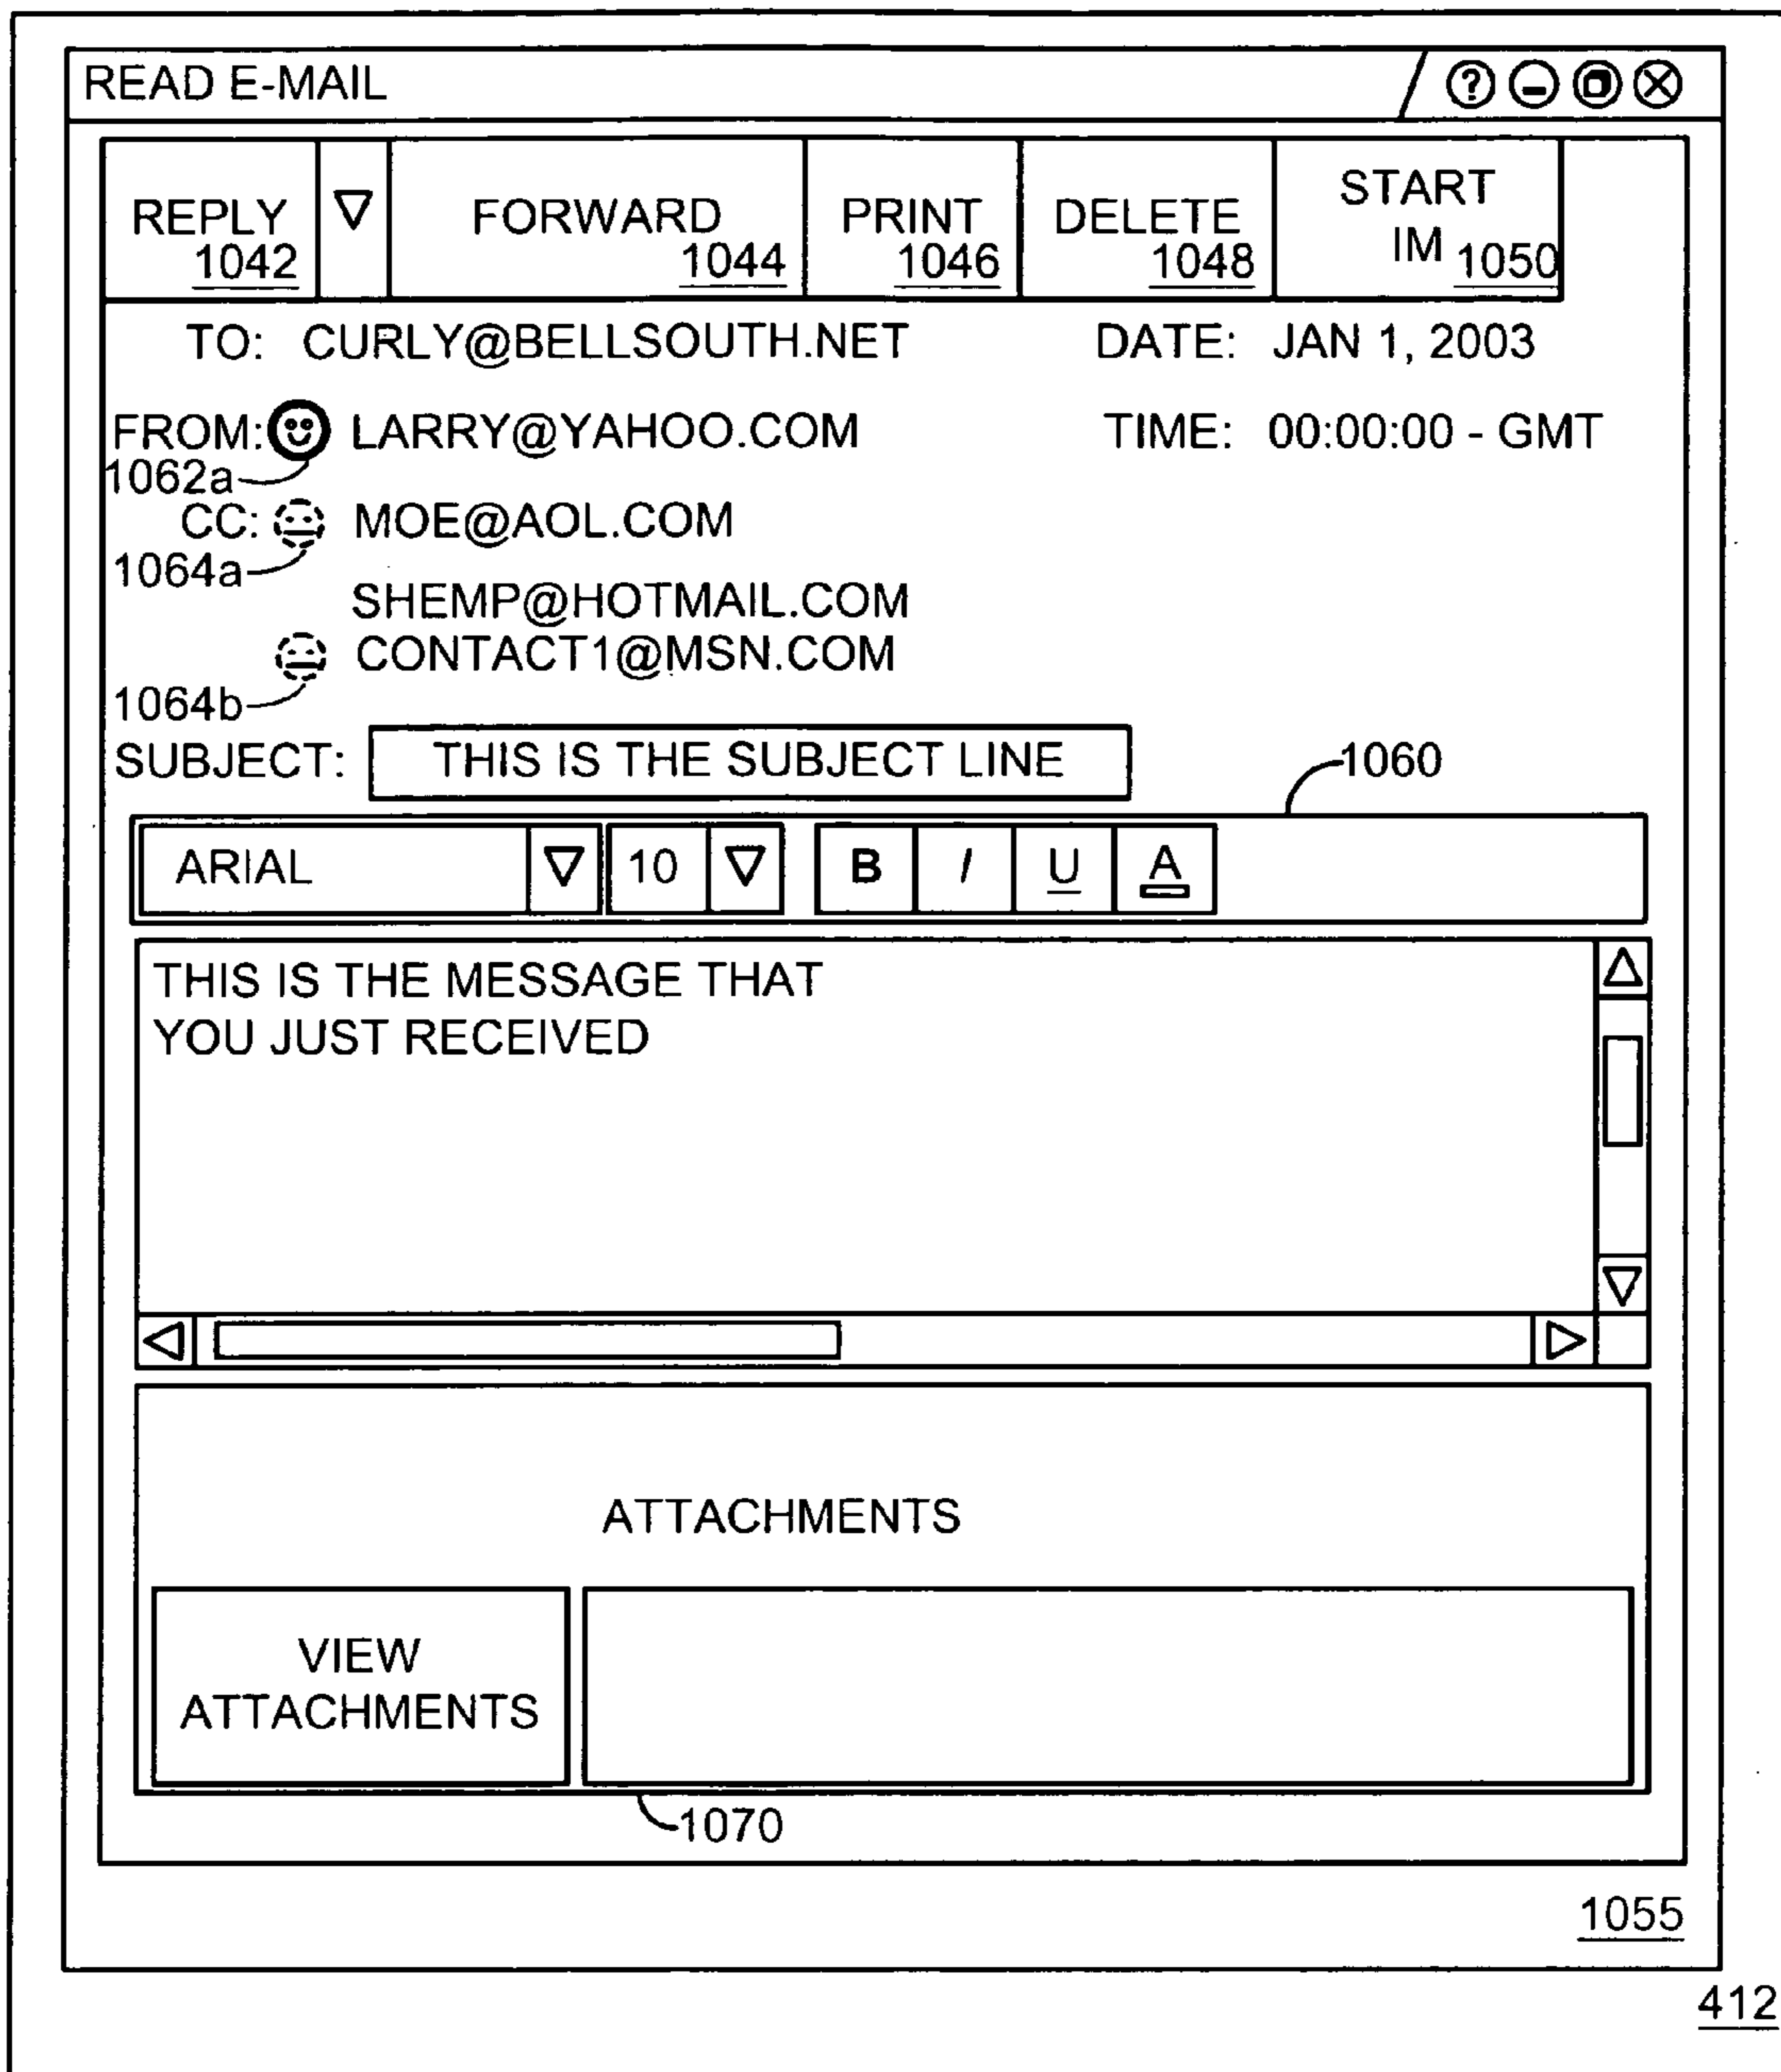 READ E-MAIL ?
REPLY 1042 FORWARD 1044 PRINT 1046 DELETE 1048 START IM 1050
TO: CURLY@BELLSOUTH.NET DATE: JAN 1, 2003
FROM: LARRY@YAHOO.COM TIME: 00:00:00 - GMT
1062a
CC: MOE@AOL.COM
1064a
SHEMP@HOTMAIL.COM
CONTACT1@MSN.COM
1064b
SUBJECT: THIS IS THE SUBJECT LINE
1060
ARIAL 10 B I U A
THIS IS THE MESSAGE THAT
YOU JUST RECEIVED
ATTACHMENTS
VIEW
ATTACHMENTS
1070
1055
412